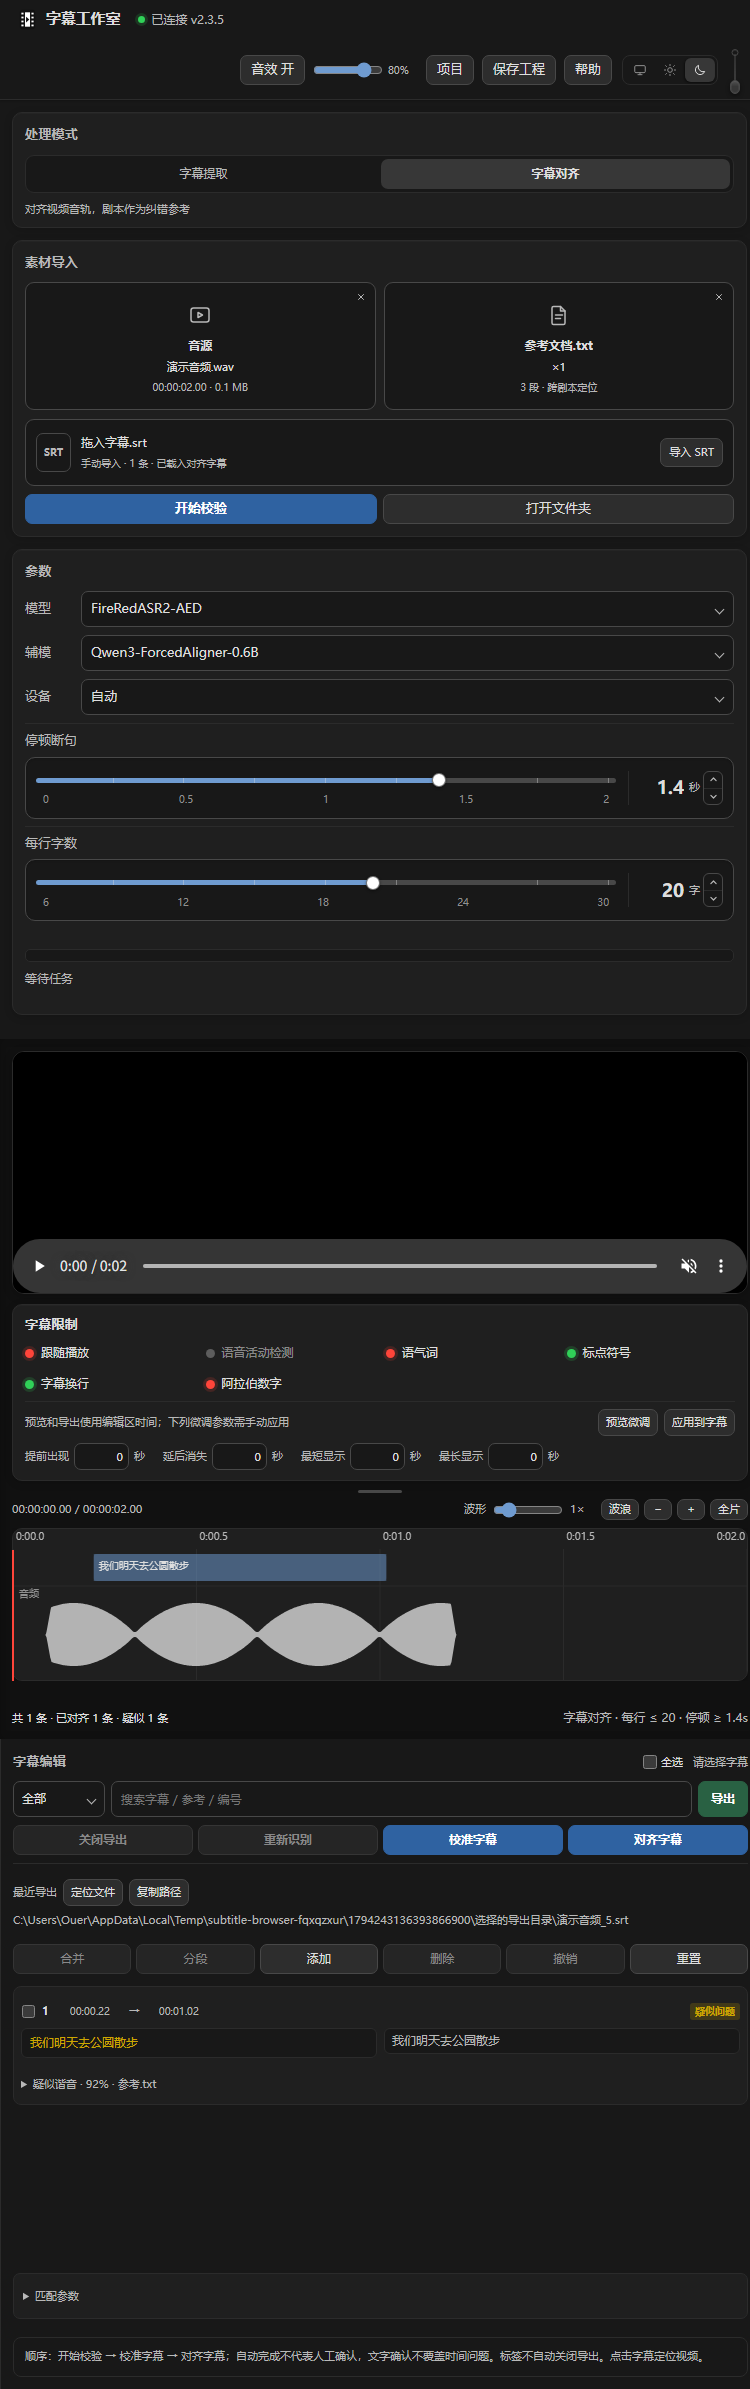 字幕工作室 已连接 v2.3.5
音效 开 80% 项目 保存工程 帮助
处理模式
字幕提取 字幕对齐
对齐视频音轨，剧本作为纠错参考
素材导入
× ×
音源 参考文档.txt
演示音频.wav ×1
00:00:02.00 · 0.1 MB 3 段 · 跨剧本定位
SRT 拖入字幕.srt 导入 SRT
手动导入 · 1 条 · 已载入对齐字幕
开始校验 打开文件夹
参数
模型 FireRedASR2-AED
辅模 Qwen3-ForcedAligner-0.6B
设备 自动
停顿断句
1.4 秒
0 0.5 1 1.5 2
每行字数
20 字
6 12 18 24 30
等待任务
0:00 / 0:02
字幕限制
跟随播放 语音活动检测 语气词 标点符号
字幕换行 阿拉伯数字
预览和导出使用编辑区时间；下列微调参数需手动应用 预览微调 应用到字幕
提前出现 0 秒 延后消失 0 秒 最短显示 0 秒 最长显示 0 秒
00:00:00.00 / 00:00:02.00 波形 1× 波浪 − + 全片
0:00.0 0:00.5 0:01.0 0:01.5 0:02.0
我们明天去公圆散步
音频
共 1 条 · 已对齐 1 条 · 疑似 1 条 字幕对齐 · 每行 ≤ 20 · 停顿 ≥ 1.4s
字幕编辑 全选 请选择字幕
全部 搜索字幕 / 参考 / 编号 导出
关闭导出 重新识别 校准字幕 对齐字幕
最近导出 定位文件 复制路径
C:\Users\Ouer\AppData\Local\Temp\subtitle-browser-fqxqzxur\1794243136393866900\选择的导出目录\演示音频_5.srt
合并 分段 添加 删除 撤销 重置
1 00:00.22 → 00:01.02 疑似问题
我们明天去公圆散步 我们明天去公园散步
疑似谐音 · 92% · 参考.txt
匹配参数
顺序：开始校验 → 校准字幕 → 对齐字幕；自动完成不代表人工确认，文字确认不覆盖时间问题。标签不自动关闭导出。点击字幕定位视频。